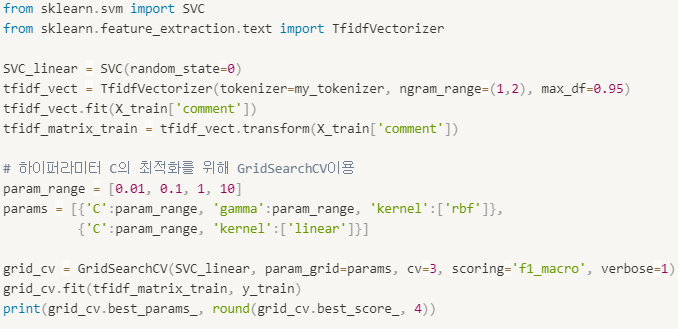 from sklearn.svm import SVC
from sklearn.feature_extraction.text import TfidfVectorizer

SVC_linear = SVC(random_state=0)
tfidf_vect = TfidfVectorizer(tokenizer=my_tokenizer, ngram_range=(1,2), max_df=0.95)
tfidf_vect.fit(X_train['comment'])
tfidf_matrix_train = tfidf_vect.transform(X_train['comment'])

# 하이퍼라미터 C의 최적화를 위해 GridSearchCV이용
param_range = [0.01, 0.1, 1, 10]
params = [{'C':param_range, 'gamma':param_range, 'kernel':['rbf']},
          {'C':param_range, 'kernel':['linear']}]

grid_cv = GridSearchCV(SVC_linear, param_grid=params, cv=3, scoring='f1_macro', verbose=1)
grid_cv.fit(tfidf_matrix_train, y_train)
print(grid_cv.best_params_, round(grid_cv.best_score_, 4))